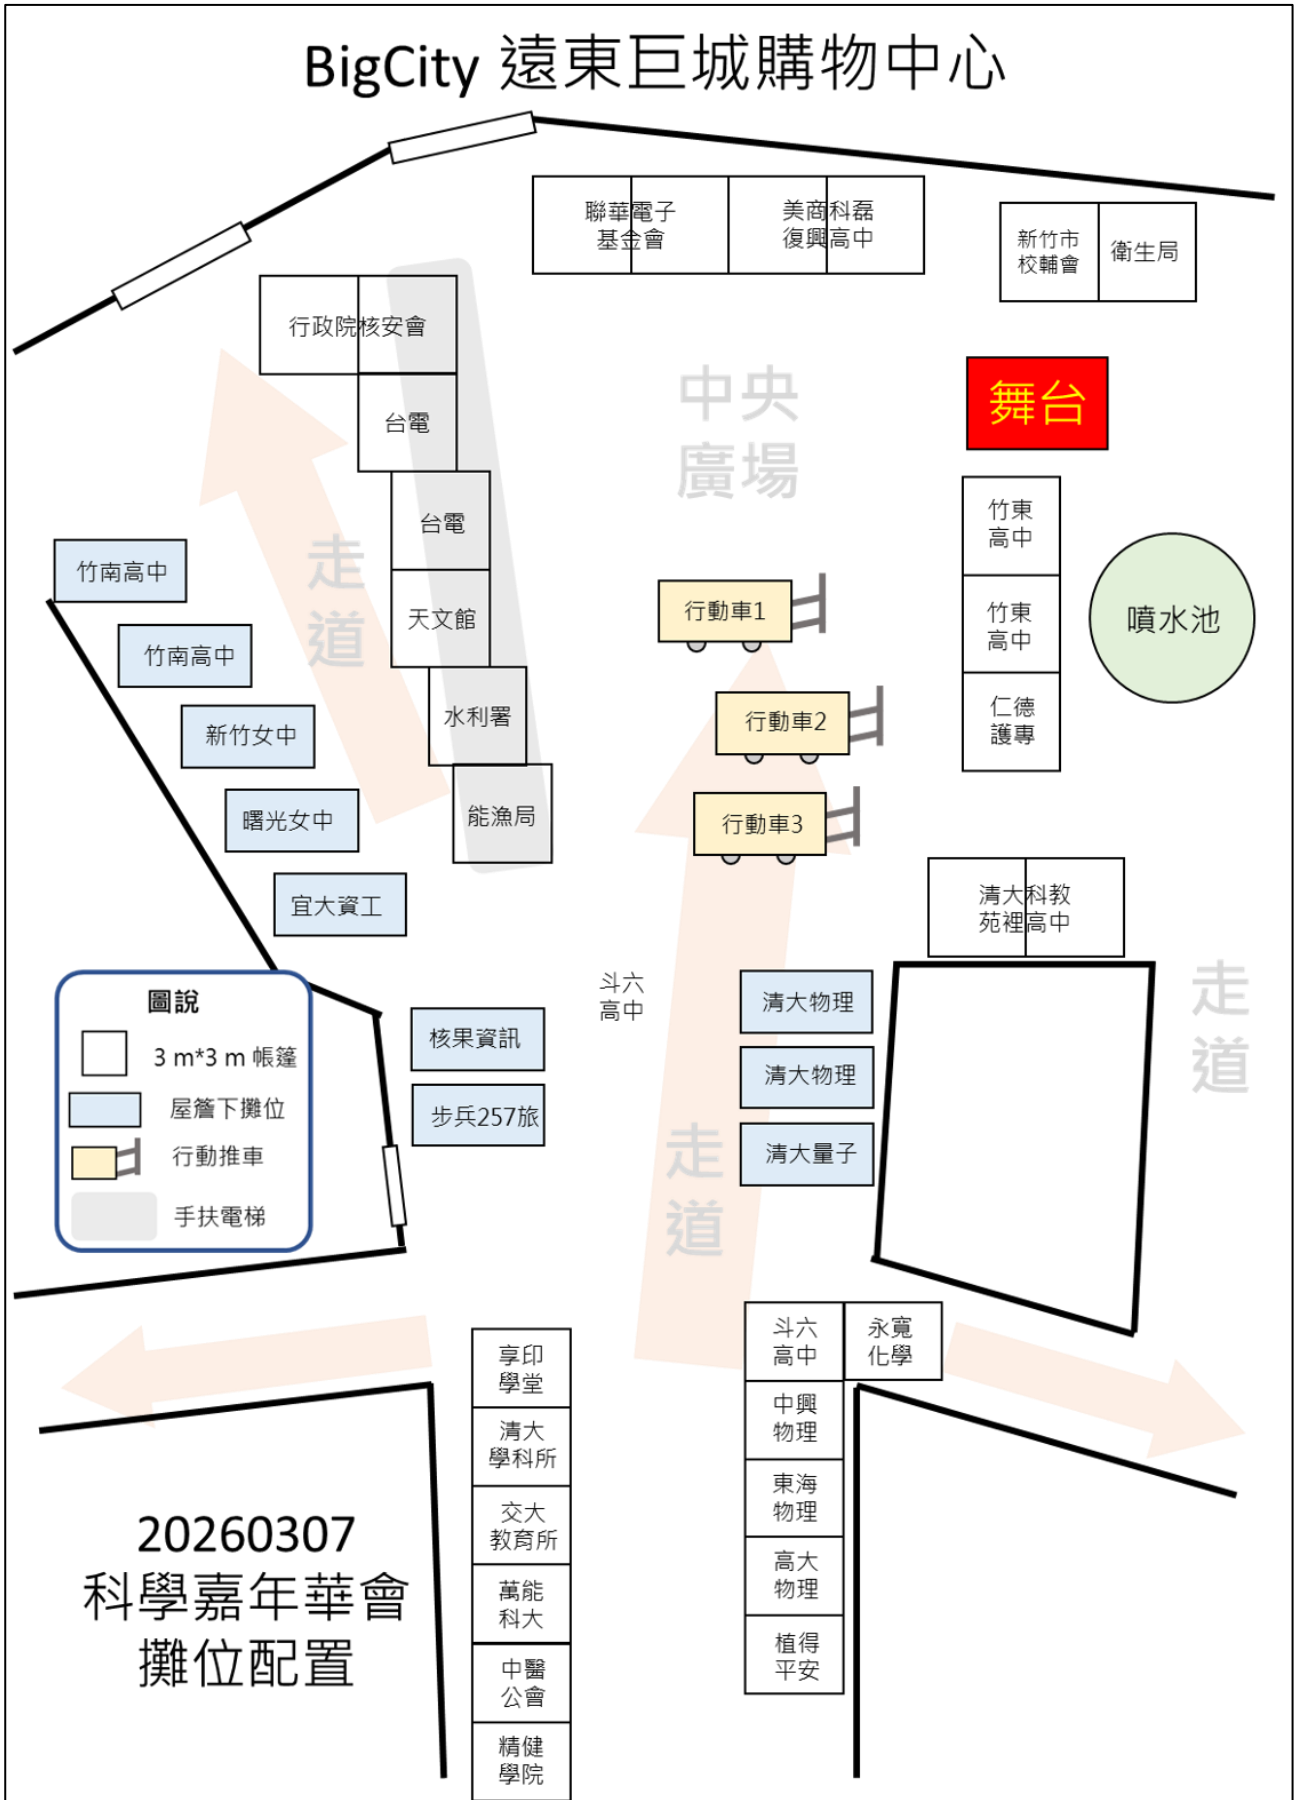 BigCity 遠東巨城購物中心
聯華電子
基金會
美商科磊
復興高中
新竹市
校輔會
衛生局
行政院核安會
台電
台電
天文館
水利署
能漁局
中央
廣場
舞台
竹東
高中
竹東
高中
仁德
護專
噴水池
走
道
竹南高中
竹南高中
新竹女中
曙光女中
宜大資工
行動車1
行動車2
行動車3
清大科教
苑裡高中
斗六
高中
清大物理
清大物理
清大量子
走
道
圖說
3 m*3 m 帳篷
屋簷下攤位
行動推車
手扶電梯
核果資訊
步兵257旅
走
道
享印
學堂
清大
學科所
交大
教育所
萬能
科大
中醫
公會
精健
學院
斗六
高中
永寬
化學
中興
物理
東海
物理
高大
物理
植得
平安
20260307
科學嘉年華會
攤位配置